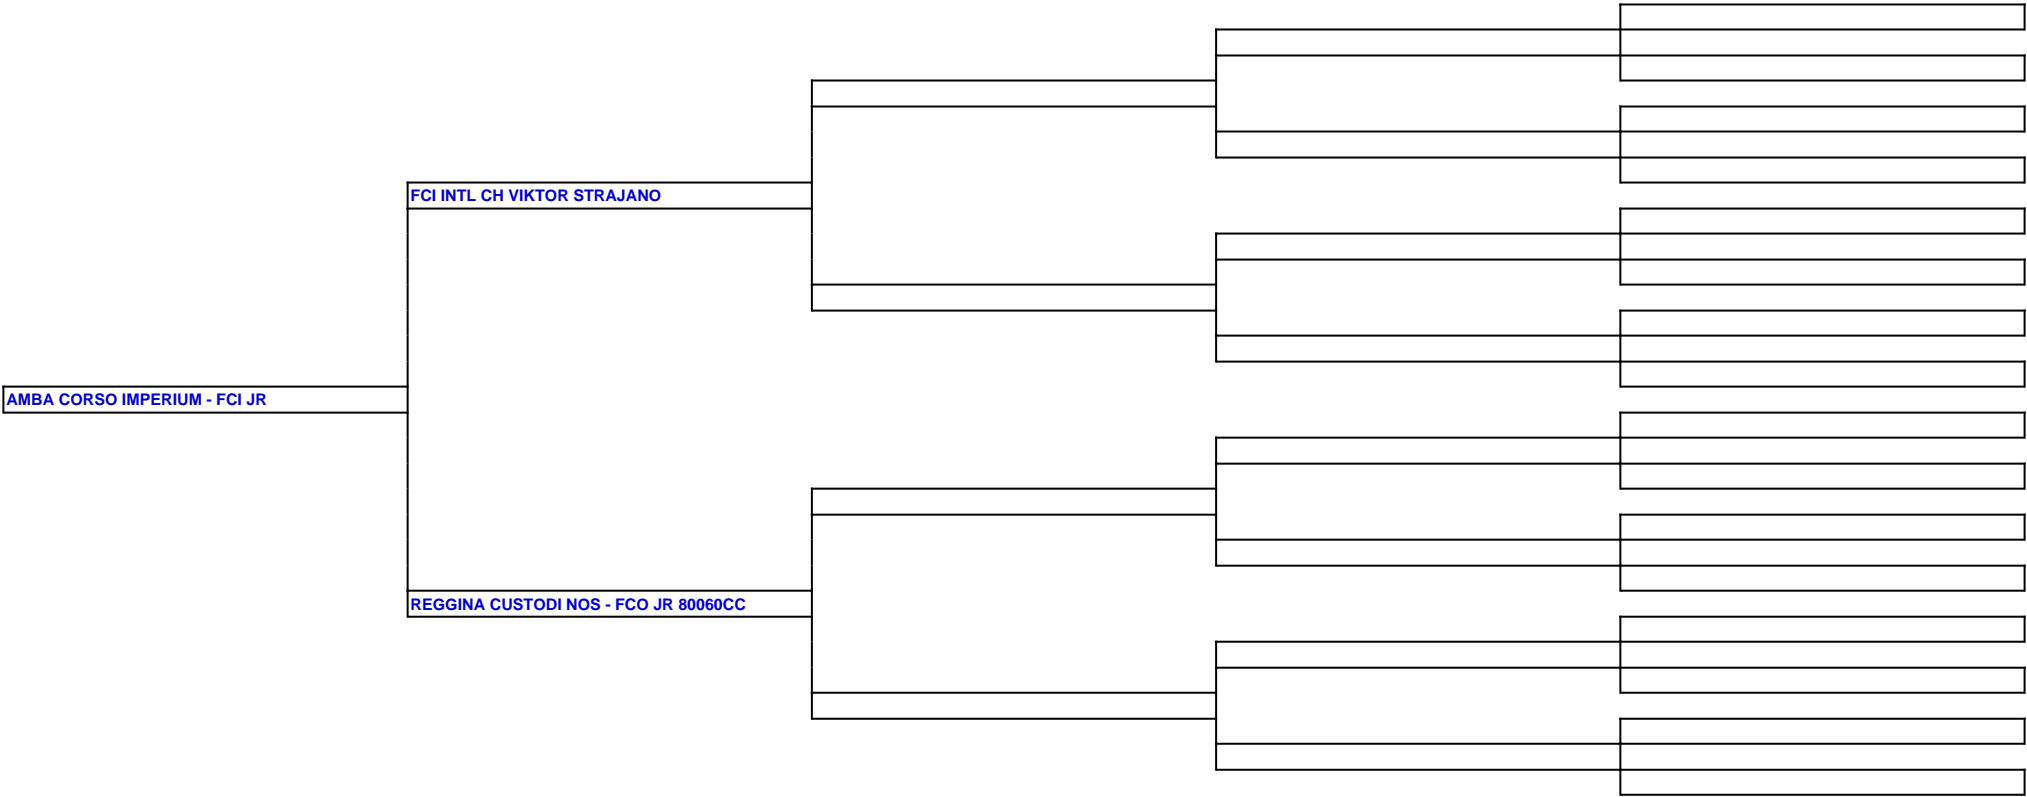 FCI INTL CH VIKTOR STRAJANO
AMBA CORSO IMPERIUM - FCI JR
REGGINA CUSTODI NOS - FCO JR 80060CC